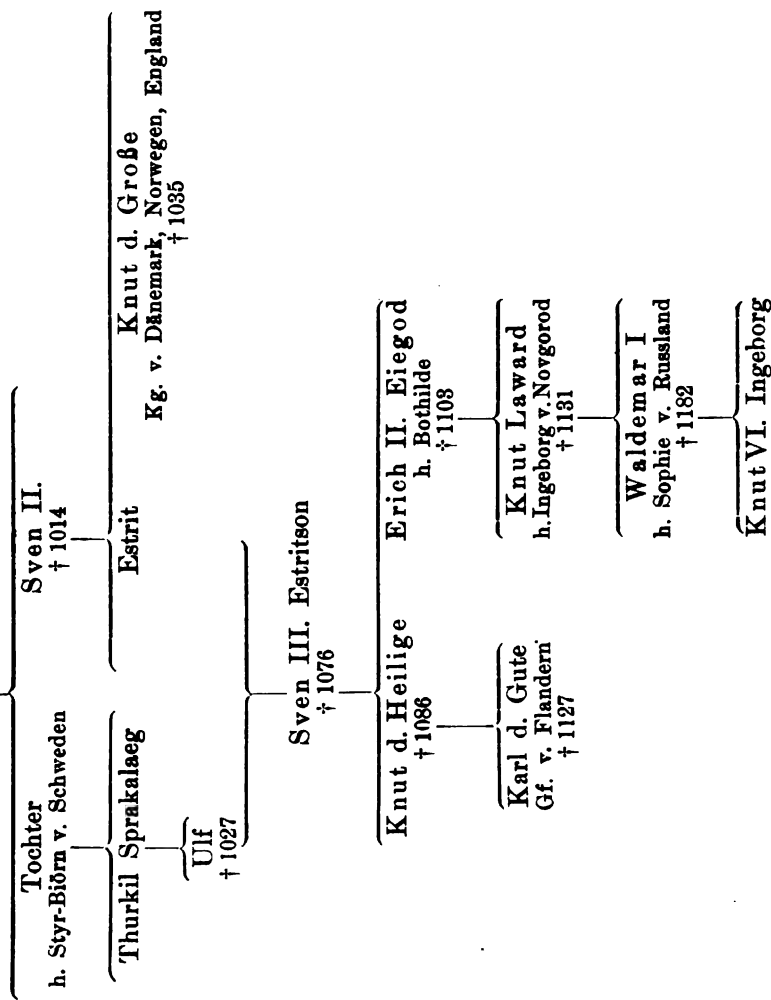 Tochter
h. Styr-Biörn v. Schweden
Sven II.
† 1014
Thurkil Sprakalaeg
Estrit
Knut d. Große
Kg. v. Dänemark, Norwegen, England
† 1035
Ulf
† 1027
Sven III. Estritson
† 1076
Knut d. Heilige
† 1086
Erich II. Eiegod
h. Bothilde
† 1103
Karl d. Gute
Gf. v. Flandern
† 1127
Knut Laward
h. Ingeborg v. Novgorod
† 1131
Waldemar I
h. Sophie v. Russland
† 1182
Knut VI. Ingeborg